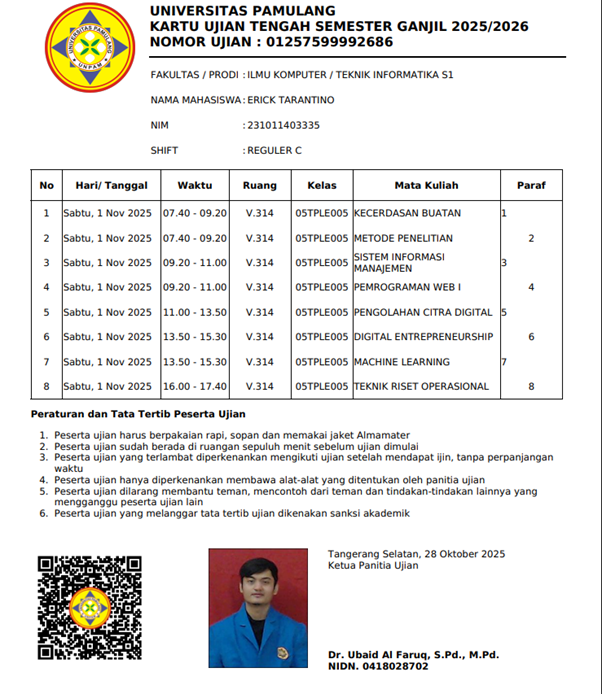 UNIVERSITAS PAMULANG
KARTU UJIAN TENGAH SEMESTER GANJIL 2025/2026
NOMOR UJIAN : 01257599992686
UNIVERSITAS PAMULANG
UNPAM
FAKULTAS / PRODI : ILMU KOMPUTER / TEKNIK INFORMATIKA S1
NAMA MAHASISWA : ERICK TARANTINO
NIM : 231011403335
SHIFT : REGULER C
No Hari/ Tanggal Waktu Ruang Kelas Mata Kuliah Paraf
1 Sabtu, 1 Nov 2025 07.40 - 09.20 V.314 05TPLE005 KECERDASAN BUATAN 1
2 Sabtu, 1 Nov 2025 07.40 - 09.20 V.314 05TPLE005 METODE PENELITIAN 2
3 Sabtu, 1 Nov 2025 09.20 - 11.00 V.314 05TPLE005 SISTEM INFORMASI MANAJEMEN 3
4 Sabtu, 1 Nov 2025 09.20 - 11.00 V.314 05TPLE005 PEMROGRAMAN WEB I 4
5 Sabtu, 1 Nov 2025 11.00 - 13.50 V.314 05TPLE005 PENGOLAHAN CITRA DIGITAL 5
6 Sabtu, 1 Nov 2025 13.50 - 15.30 V.314 05TPLE005 DIGITAL ENTREPRENEURSHIP 6
7 Sabtu, 1 Nov 2025 13.50 - 15.30 V.314 05TPLE005 MACHINE LEARNING 7
8 Sabtu, 1 Nov 2025 16.00 - 17.40 V.314 05TPLE005 TEKNIK RISET OPERASIONAL 8
Peraturan dan Tata Tertib Peserta Ujian
1. Peserta ujian harus berpakaian rapi, sopan dan memakai jaket Almamater
2. Peserta ujian sudah berada di ruangan sepuluh menit sebelum ujian dimulai
3. Peserta ujian yang terlambat diperkenankan mengikuti ujian setelah mendapat ijin, tanpa perpanjangan
waktu
4. Peserta ujian hanya diperkenankan membawa alat-alat yang ditentukan oleh panitia ujian
5. Peserta ujian dilarang membantu teman, mencontoh dari teman dan tindakan-tindakan lainnya yang
mengganggu peserta ujian lain
6. Peserta ujian yang melanggar tata tertib ujian dikenakan sanksi akademik
Tangerang Selatan, 28 Oktober 2025
Ketua Panitia Ujian
Dr. Ubaid Al Faruq, S.Pd., M.Pd.
NIDN. 0418028702